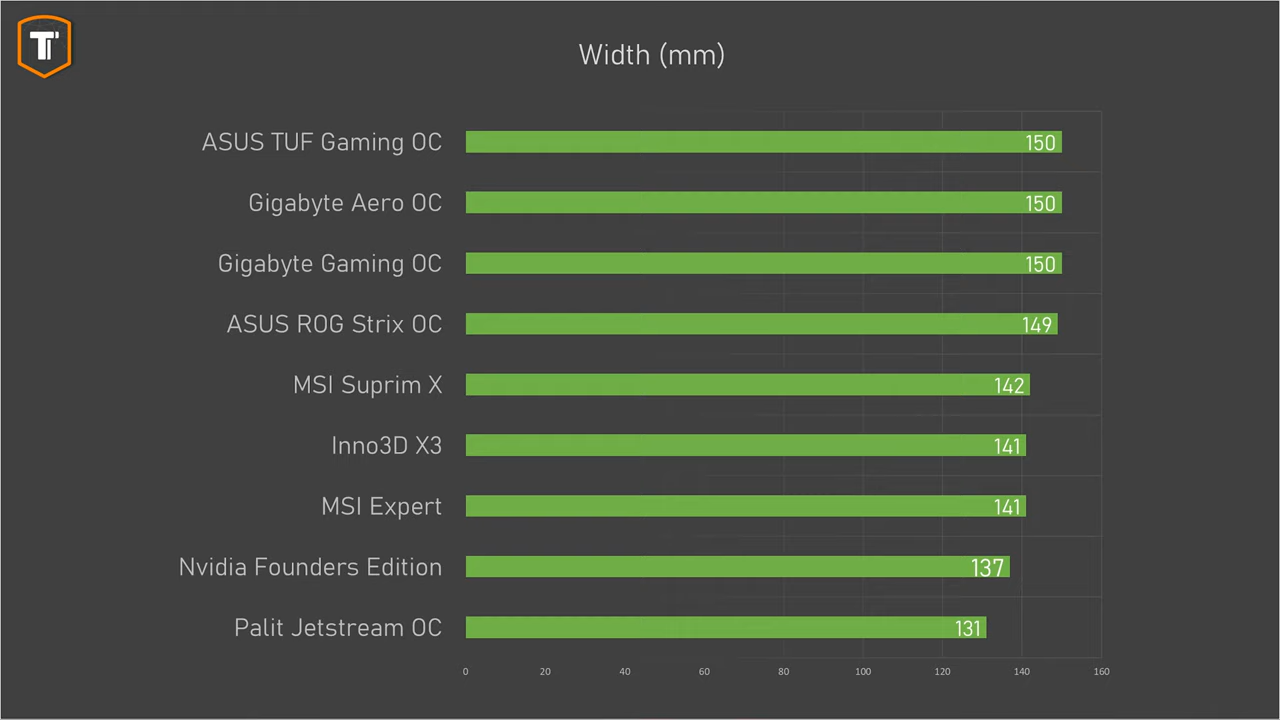 Width (mm)
ASUS TUF Gaming OC 150
Gigabyte Aero OC 150
Gigabyte Gaming OC 150
ASUS ROG Strix OC 149
MSI Suprim X 142
Inno3D X3 141
MSI Expert 141
Nvidia Founders Edition 137
Palit Jetstream OC 131
0 20 40 60 80 100 120 140 160